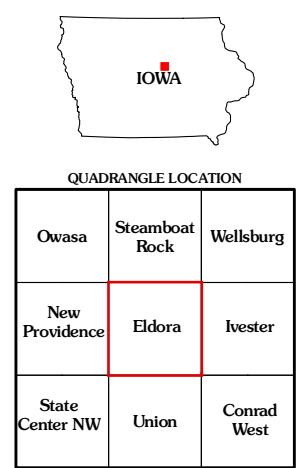 IOWA
QUADRANGLE LOCATION
Owasa
Steamboat
Rock
Wellsburg
New
Providence
Eldora
Ivester
State
Center NW
Union
Conrad
West